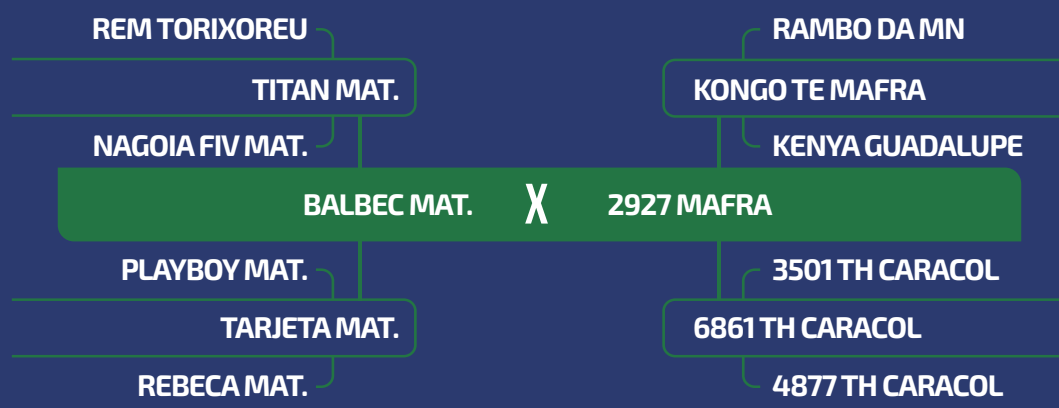 REM TORIXOREU
RAMBO DA MN
TITAN MAT.
KONGO TE MAFRA
NAGOIA FIV MAT.
KENYA GUADALUPE
BALBEC MAT. X 2927 MAFRA
PLAYBOY MAT.
3501 TH CARACOL
TARJETA MAT.
6861 TH CARACOL
REBECA MAT.
4877 TH CARACOL